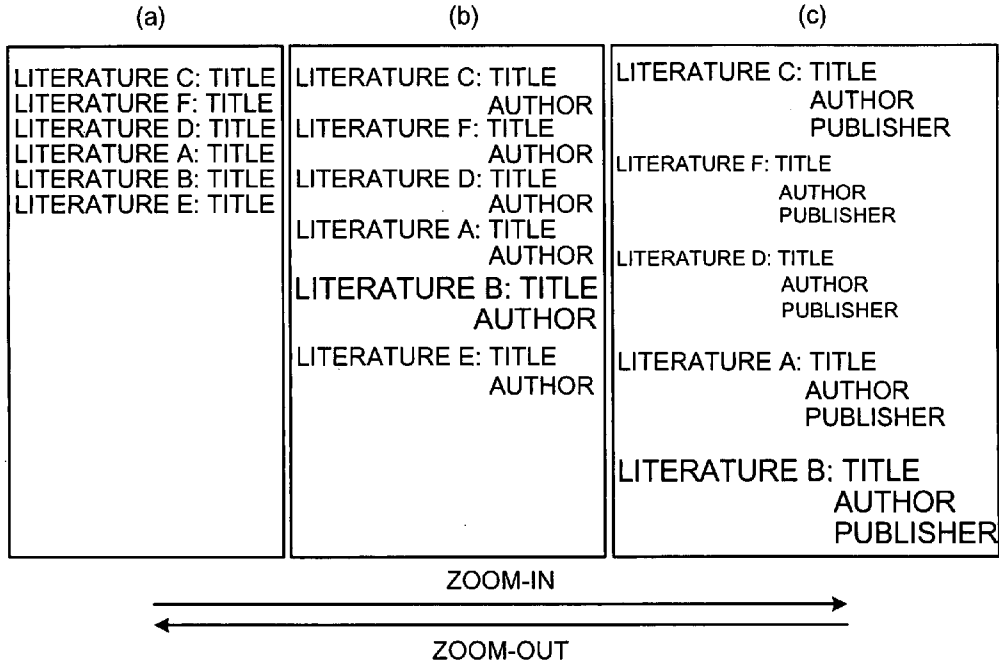 (a)
LITERATURE C: TITLE
LITERATURE F: TITLE
LITERATURE D: TITLE
LITERATURE A: TITLE
LITERATURE B: TITLE
LITERATURE E: TITLE
(b)
LITERATURE C: TITLE
AUTHOR
LITERATURE F: TITLE
AUTHOR
LITERATURE D: TITLE
AUTHOR
LITERATURE A: TITLE
AUTHOR
LITERATURE B: TITLE
AUTHOR
LITERATURE E: TITLE
AUTHOR
(c)
LITERATURE C: TITLE
AUTHOR
PUBLISHER
LITERATURE F: TITLE
AUTHOR
PUBLISHER
LITERATURE D: TITLE
AUTHOR
PUBLISHER
LITERATURE A: TITLE
AUTHOR
PUBLISHER
LITERATURE B: TITLE
AUTHOR
PUBLISHER
ZOOM-IN
ZOOM-OUT